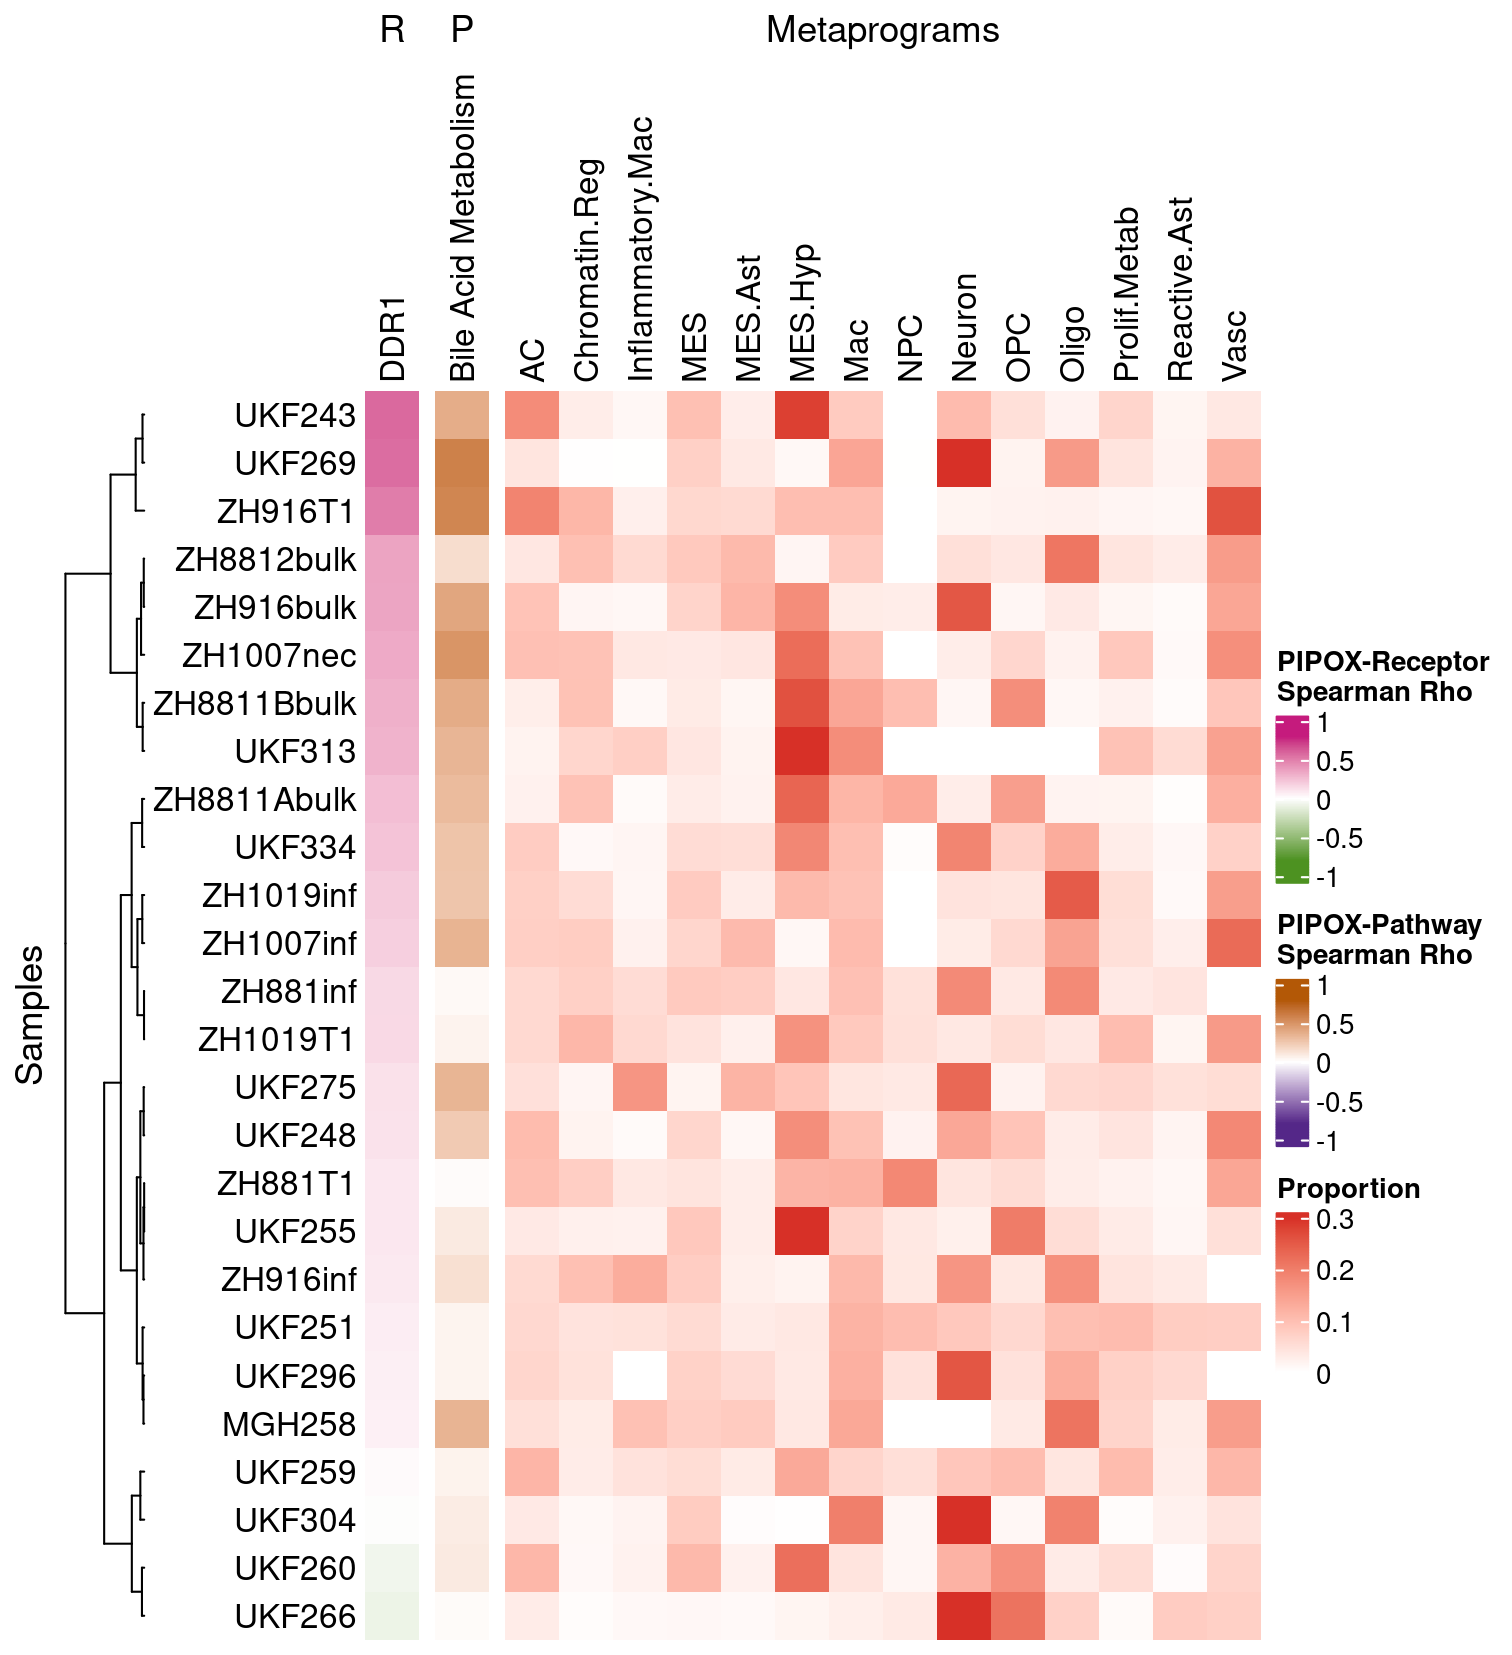 R P Metaprograms
DDR1
Bile Acid Metabolism
AC
Chromatin.Reg
Inflammatory.Mac
MES
MES.Ast
MES.Hyp
Mac
NPC
Neuron
OPC
Oligo
Prolif.Metab
Reactive.Ast
Vasc
Samples
UKF243
UKF269
ZH916T1
ZH8812bulk
ZH916bulk
ZH1007nec
ZH8811Bbulk
UKF313
ZH8811Abulk
UKF334
ZH1019inf
ZH1007inf
ZH881inf
ZH1019T1
UKF275
UKF248
ZH881T1
UKF255
ZH916inf
UKF251
UKF296
MGH258
UKF259
UKF304
UKF260
UKF266
PIPOX-Receptor
Spearman Rho
1
0.5
0
-0.5
-1
PIPOX-Pathway
Spearman Rho
1
0.5
0
-0.5
-1
Proportion
0.3
0.2
0.1
0